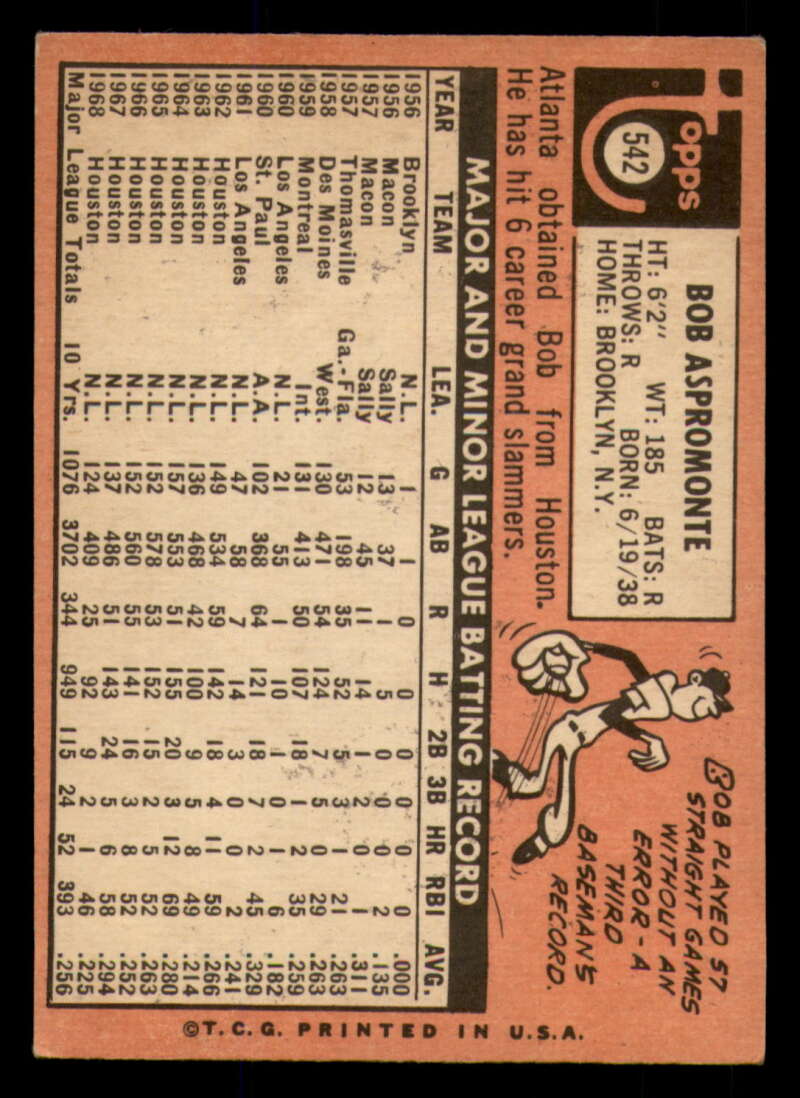 Topps
542
BOB ASPROMONTE
HT: 6'2" WT: 185 BATS: R
THROWS: R BORN: 6/19/38
HOME: BROOKLYN, N.Y.
Atlanta obtained Bob from Houston.
He has hit 6 career grand slammers.
BOB PLAYED 57
STRAIGHT GAMES
WITHOUT AN
ERROR-A
THIRD
BASEMAN'S
RECORD.
MAJOR AND MINOR LEAGUE BATTING RECORD
YEAR TEAM LEA. G AB R H 2B 3B HR RBI AVG.
1956 Brooklyn N.L. 1 1 0 0 0 0 0 0 .000
1956 Macon Sally 13 37 1 5 0 0 0 2 .135
1957 Macon Sally 12 45 11 14 1 2 0 1 .311
1957 Thomasville Ga.-Fla. 53 198 35 52 5 3 1 21 .263
1958 Des Moines West. 130 471 54 124 7 5 0 29 .263
1959 Montreal Int. 131 413 50 107 18 1 2 35 .259
1960 Los Angeles N.L. 21 55 1 10 1 0 1 6 .182
1960 St. Paul A.A. 102 368 64 121 18 7 2 45 .329
1961 Los Angeles N.L. 47 58 7 14 3 0 0 2 .241
1962 Houston N.L. 149 534 59 142 18 4 11 59 .266
1963 Houston N.L. 136 468 42 100 9 5 8 49 .214
1964 Houston N.L. 157 553 51 155 20 3 12 69 .280
1965 Houston N.L. 152 578 53 152 15 2 5 52 .263
1966 Houston N.L. 152 560 55 141 16 3 8 52 .252
1967 Houston N.L. 137 486 51 143 24 5 6 58 .294
1968 Houston N.L. 124 409 25 92 9 2 1 46 .225
Major League Totals 10 Yrs. 1076 3702 344 949 115 24 52 393 .256
©T.C.G. PRINTED IN U.S.A.